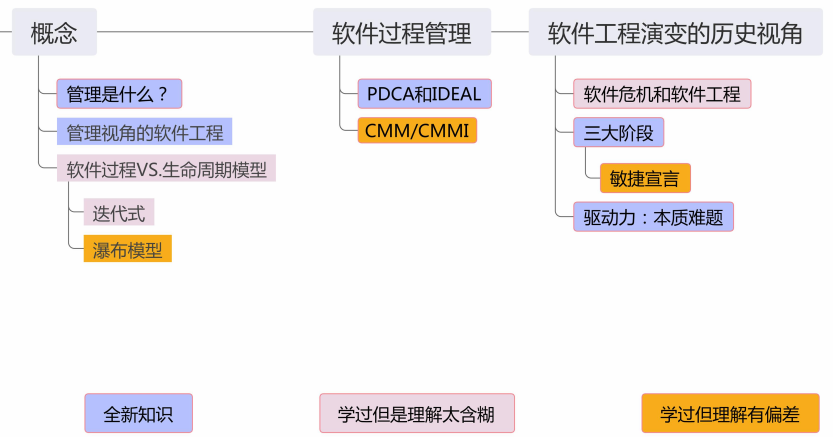 概念
管理是什么？
管理视角的软件工程
软件过程VS.生命周期模型
迭代式
瀑布模型
软件过程管理
PDCA和IDEAL
CMM/CMMI
软件工程演变的历史视角
软件危机和软件工程
三大阶段
敏捷宣言
驱动力：本质难题
全新知识
学过但是理解太含糊
学过但理解有偏差